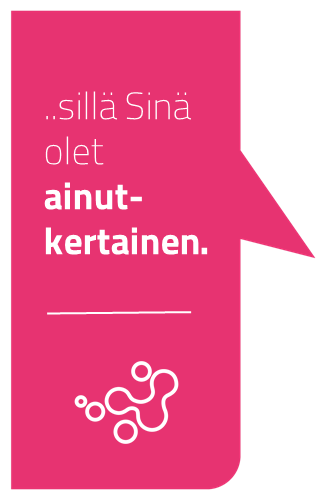 ..sillä Sinä
olet
ainut-
kertainen.